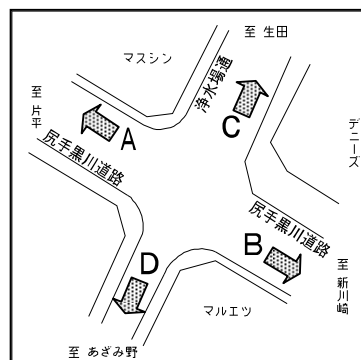 至 生田
マスシン
浄水場通
至 片平
A
C
尻手黒川道路
デニーズ
尻手黒川道路
B
D
至 新川崎
マルエツ
至 あざみ野